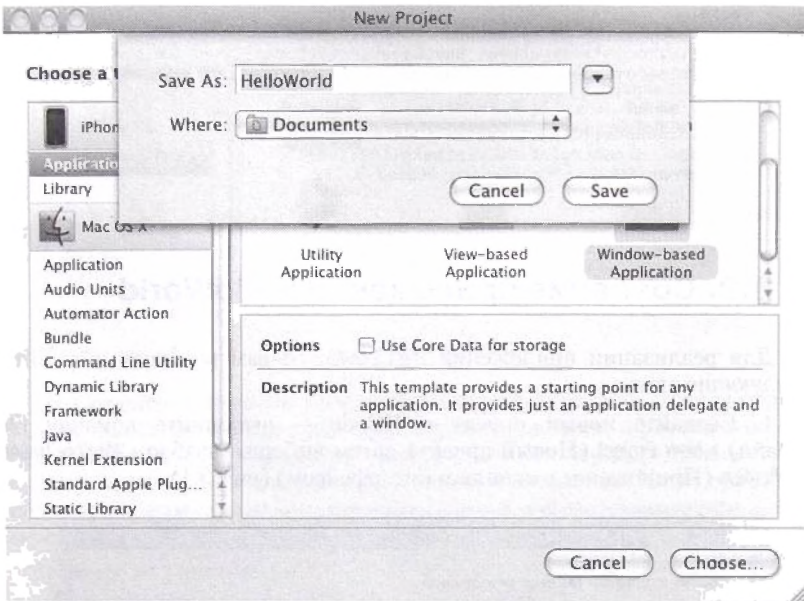 New Project
Choose a
Save As: HelloWorld
Where: Documents
Cancel Save
iPhon
Applicatio
Library
Mac OS X
Application
Audio Units
Automator Action
Bundle
Command Line Utility
Dynamic Library
Framework
Java
Kernel Extension
Standard Apple Plug...
Static Library
Utility
Application
View-based
Application
Window-based
Application
Options Use Core Data for storage
Description This template provides a starting point for any
application. It provides just an application delegate and
a window.
Cancel Choose...